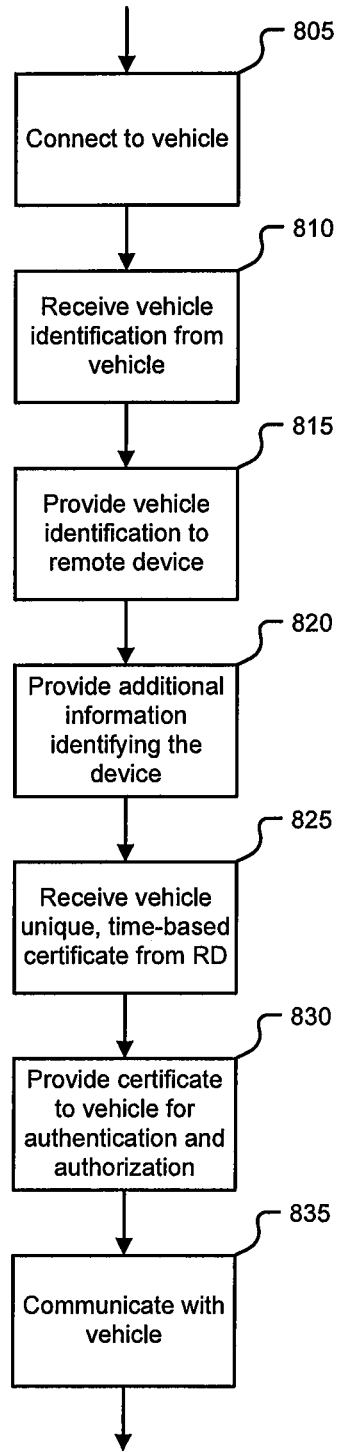 805
Connect to vehicle
810
Receive vehicle
identification from
vehicle
815
Provide vehicle
identification to
remote device
820
Provide additional
information
identifying the
device
825
Receive vehicle
unique, time-based
certificate from RD
830
Provide certificate
to vehicle for
authentication and
authorization
835
Communicate with
vehicle